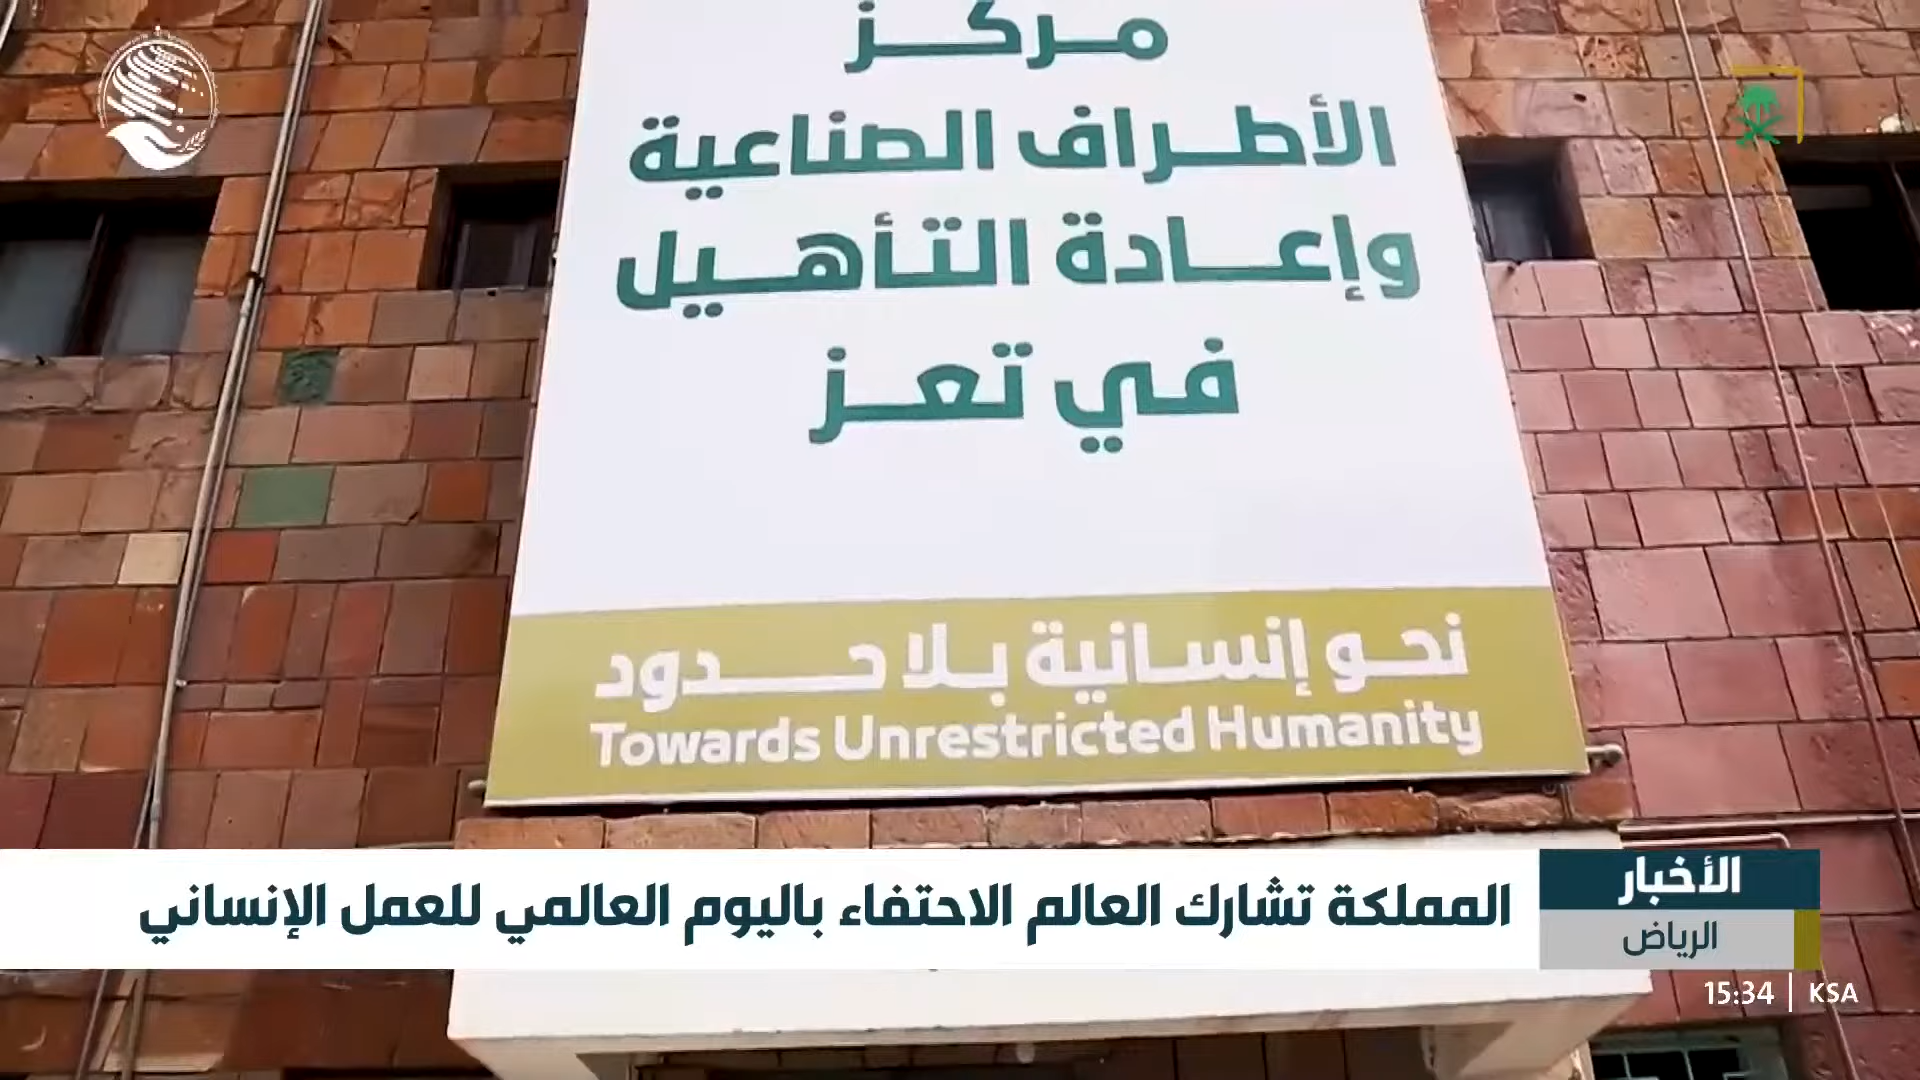 مركز
الأطراف الصناعية
وإعادة التأهيل
في تعز
نحو إنسانية بلا حدود
Towards Unrestricted Humanity
الأخبار
المملكة تشارك العالم الاحتفاء باليوم العالمي للعمل الإنساني
الرياض
15:34 | KSA